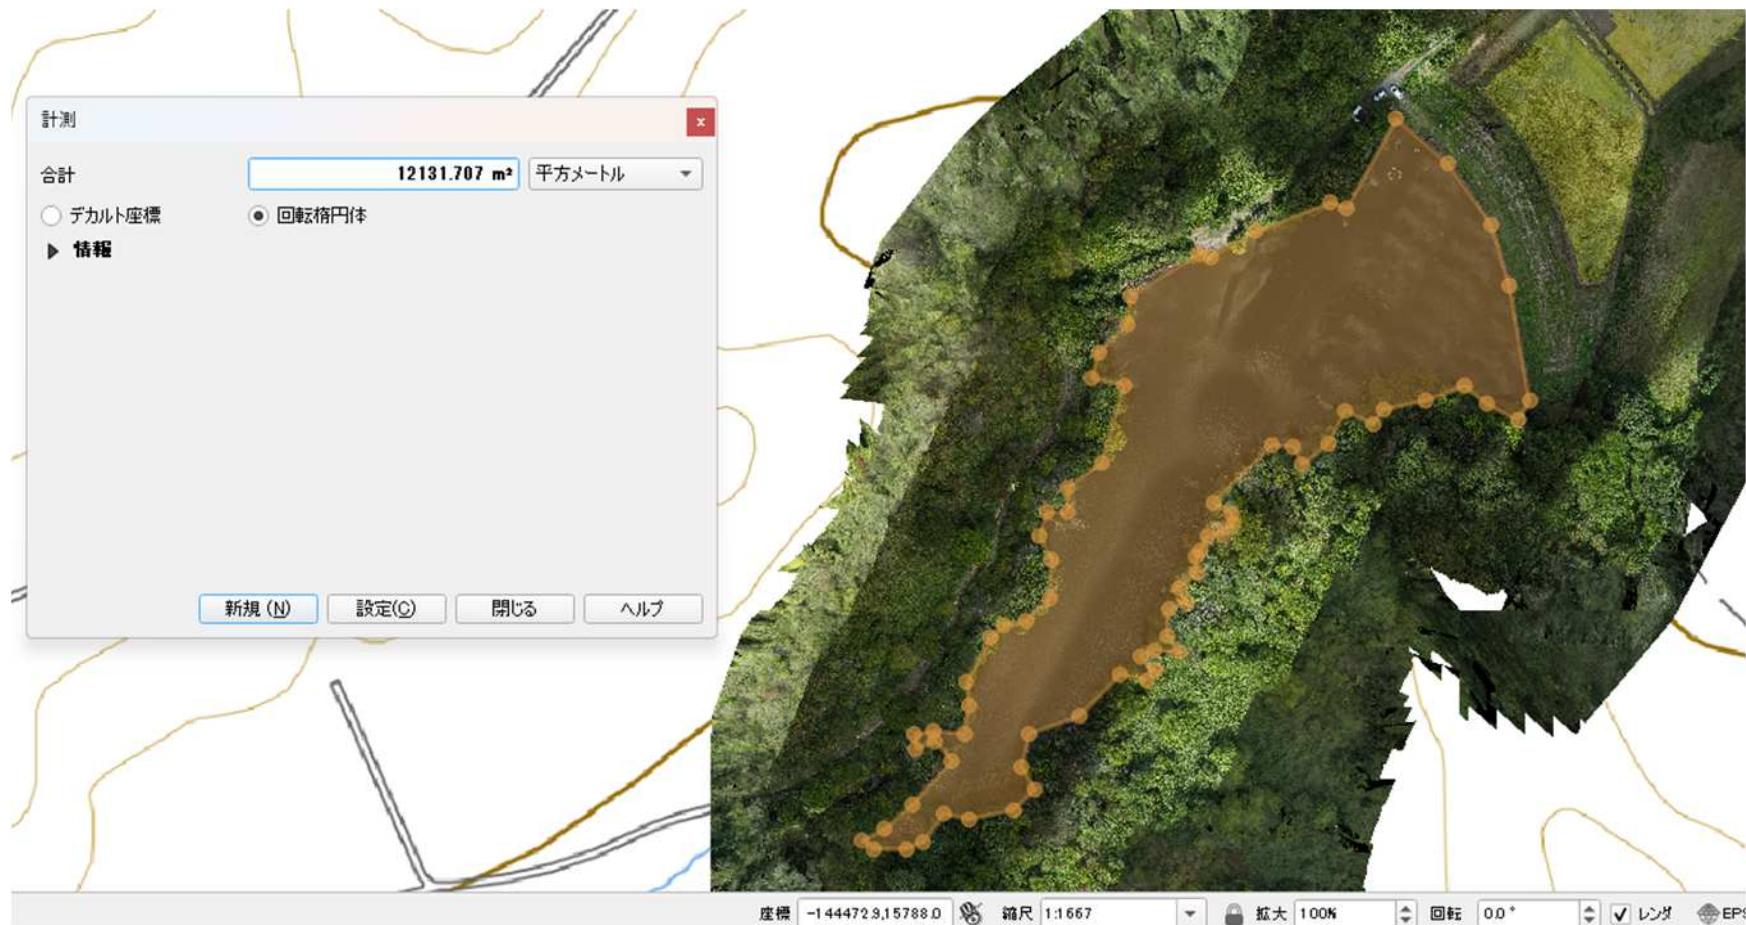 計測
x
合計 12131.707 m² 平方メートル
デカルト座標 回転楕円体
情報
新規 (N) 設定(C) 閉じる ヘルプ
座標 -144472.9,15788.0 縮尺 1:1667 拡大 100% 回転 0.0 ° レンダ EPS